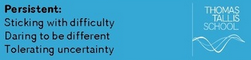 Persistent:
Sticking with difficulty
Daring to be different
Tolerating uncertainty
THOMAS
TALLIS
SCHOOL